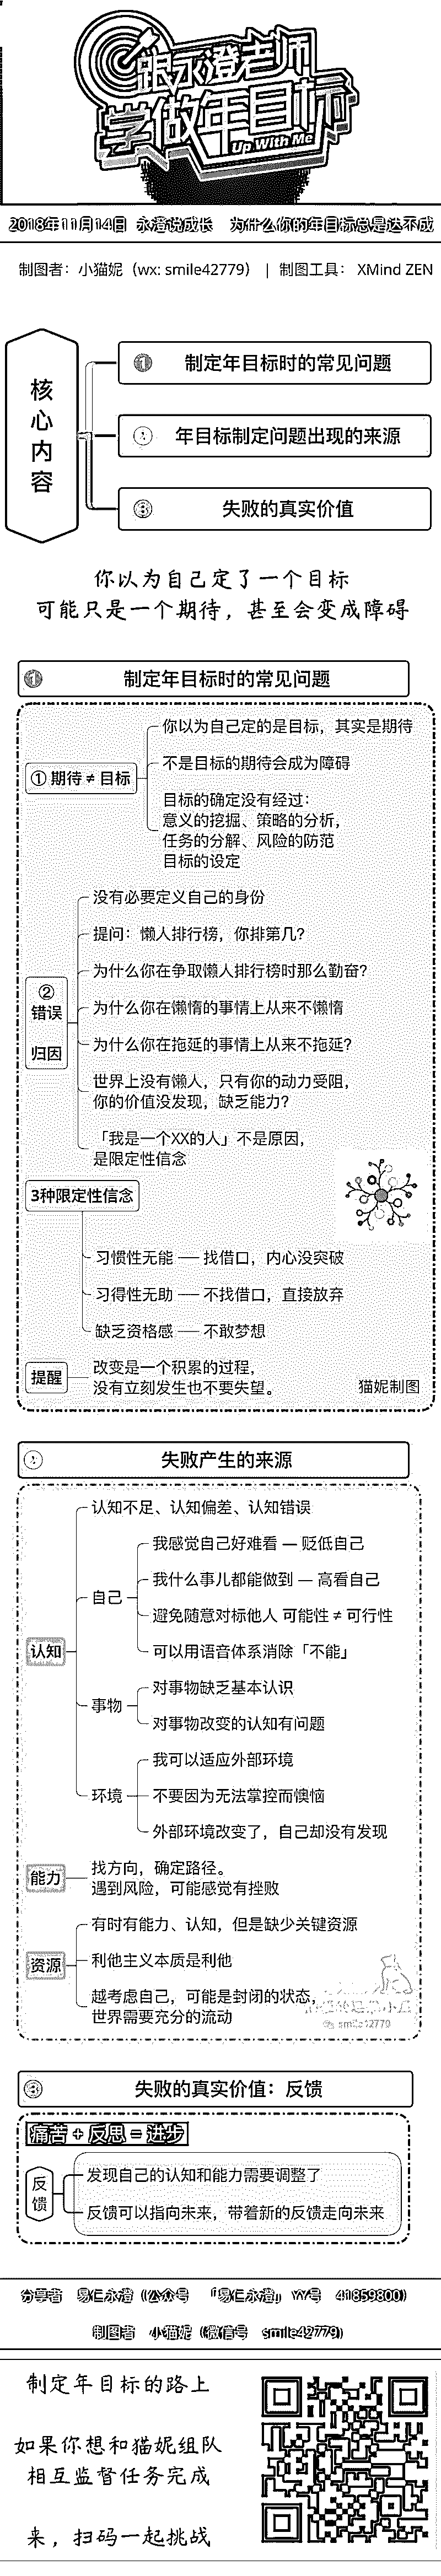 跟永澄老师
学做年目标
Up With Me
2018年11月14日 永澄说成长 为什么你的年目标总是达不成
制图者：小猫妮（wx: smile42779） | 制图工具： XMind ZEN
核心内容
① 制定年目标时的常见问题
年目标制定问题出现的来源
③ 失败的真实价值
你以为自己定了一个目标
可能只是一个期待，甚至会变成障碍
① 制定年目标时的常见问题
① 期待 ≠ 目标
你以为自己定的是目标，其实是期待
不是目标的期待会成为障碍
目标的确定没有经过：
意义的挖掘、策略的分析，
任务的分解、风险的防范
目标的设定
②
错误
归因
没有必要定义自己的身份
提问：懒人排行榜，你排第几？
为什么你在争取懒人排行榜时那么勤奋？
为什么你在懒惰的事情上从来不懒惰
为什么你在拖延的事情上从来不拖延？
世界上没有懒人，只有你的动力受阻，
你的价值没发现，缺乏能力？
「我是一个XX的人」不是原因，
是限定性信念
3种限定性信念
习惯性无能 — 找借口，内心没突破
习得性无助 — 不找借口，直接放弃
缺乏资格感 — 不敢梦想
提醒
改变是一个积累的过程，
没有立刻发生也不要失望。
猫妮制图
失败产生的来源
认知
认知不足、认知偏差、认知错误
自己
我感觉自己好难看 — 贬低自己
我什么事儿都能做到 — 高看自己
避免随意对标他人 可能性 ≠ 可行性
可以用语音体系消除「不能」
事物
对事物缺乏基本认识
对事物改变的认知有问题
环境
我可以适应外部环境
不要因为无法掌控而懊恼
外部环境改变了，自己却没有发现
能力
找方向，确定路径。
遇到风险，可能感觉有挫败
资源
有时有能力、认知，但是缺少关键资源
利他主义本质是利他
越考虑自己，可能是封闭的状态，
世界需要充分的流动
smile42779
③ 失败的真实价值：反馈
痛苦 + 反思 = 进步
反馈
发现自己的认知和能力需要调整了
反馈可以指向未来，带着新的反馈走向未来
分享者 易仁永澄（公众号 「易仁永澄」 YY号 41859800）
制图者 小猫妮（微信号 smile42779）
制定年目标的路上
如果你想和猫妮组队
相互监督任务完成
来，扫码一起挑战